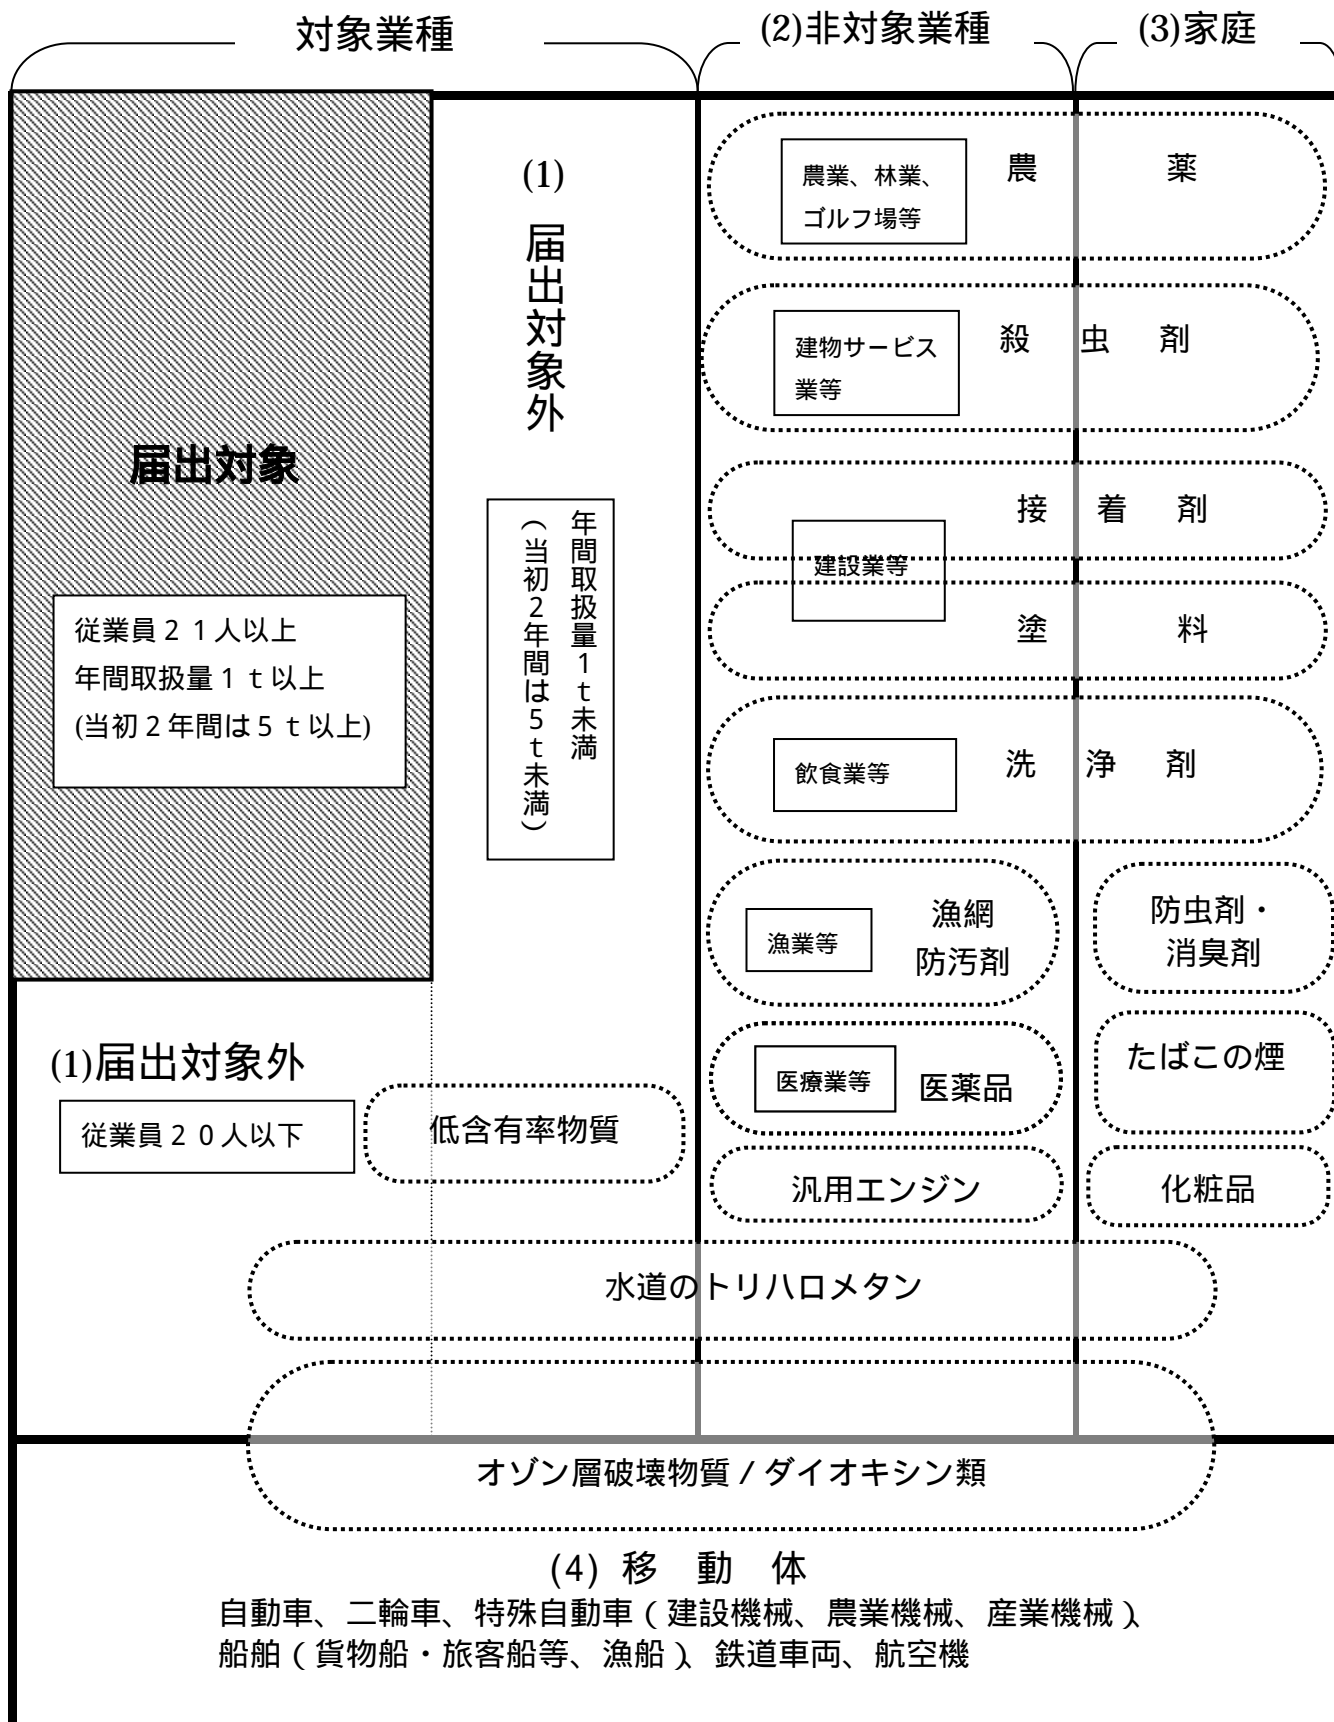 対象業種
(2)非対象業種
(3)家庭
届出対象
従業員２１人以上
年間取扱量１ｔ以上
(当初２年間は５ｔ以上)
(1)
届出対象外
年間取扱量１ｔ未満
（当初２年間は５ｔ未満）
農業、林業、
ゴルフ場等
農薬
建物サービス
業等
殺虫剤
接着剤
建設業等
塗料
飲食業等
洗浄剤
漁業等
漁網
防汚剤
防虫剤・
消臭剤
医療業等
医薬品
たばこの煙
(1)届出対象外
従業員２０人以下
低含有率物質
汎用エンジン
化粧品
水道のトリハロメタン
オゾン層破壊物質／ダイオキシン類
(4) 移動体
自動車、二輪車、特殊自動車（建設機械、農業機械、産業機械）、
船舶（貨物船・旅客船等、漁船）、鉄道車両、航空機